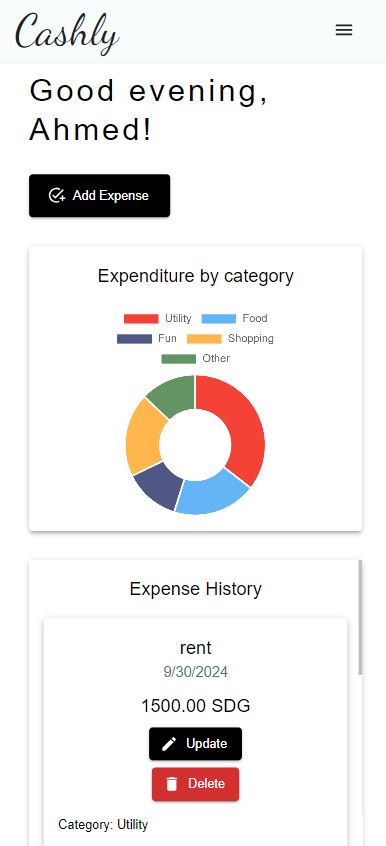 Cashly
Good evening,
Ahmed!
Add Expense
Expenditure by category
Utility Food
Fun Shopping
Other
Expense History
rent
9/30/2024
1500.00 SDG
Update
Delete
Category: Utility